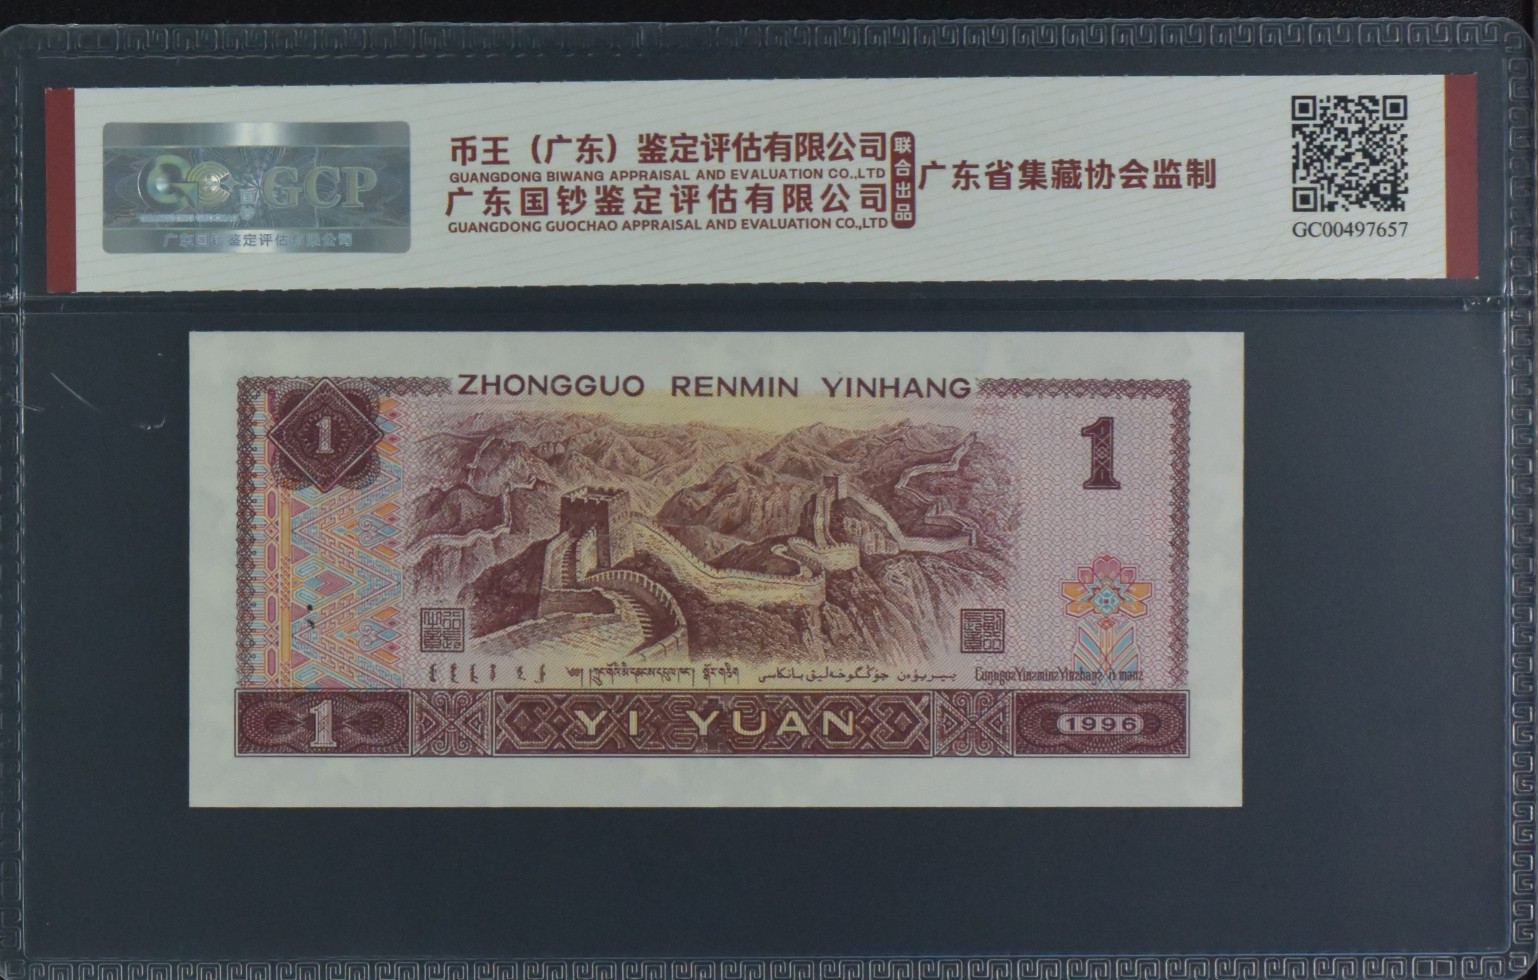 GCP
广东国钞鉴定评估有限公司
币王（广东）鉴定评估有限公司
GUANGDONG BIWANG APPRAISAL AND EVALUATION CO.,LTD
广东国钞鉴定评估有限公司
GUANGDONG GUOCHAO APPRAISAL AND EVALUATION CO.,LTD
联合出品
广东省集藏协会监制
GC00497657
ZHONGGUO RENMIN YINHANG
1
1
YI YUAN
1
1996